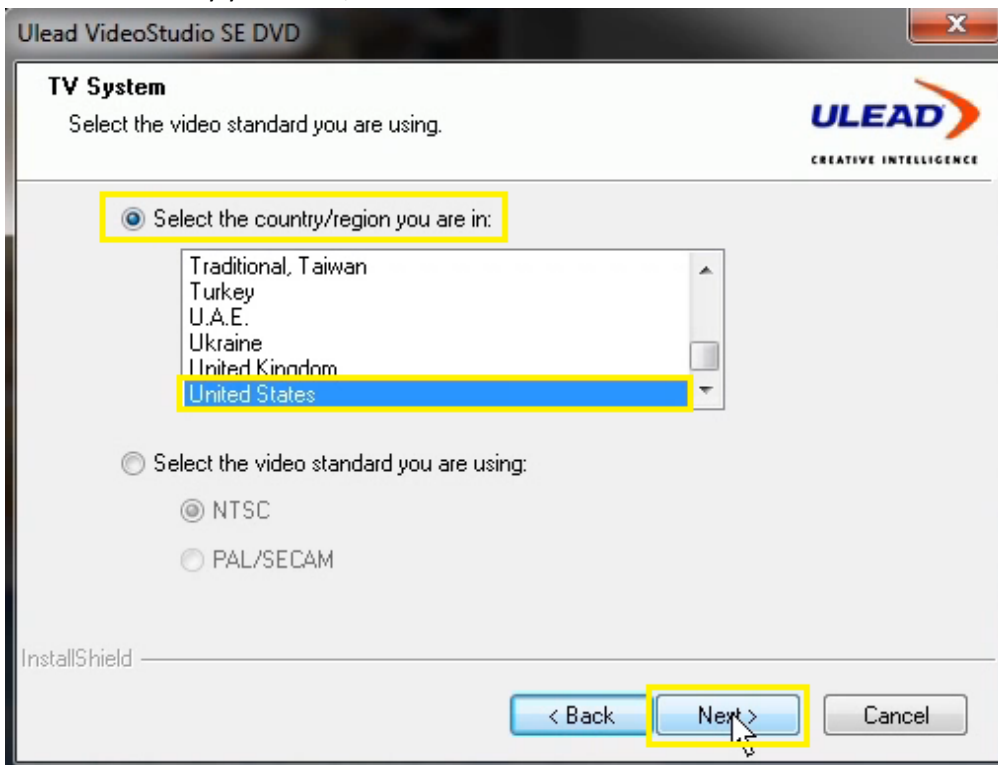 Ulead VideoStudio SE DVD
TV System
Select the video standard you are using.
ULEAD
CREATIVE INTELLIGENCE
Select the country/region you are in:
Traditional, Taiwan
Turkey
U.A.E.
Ukraine
United Kingdom
United States
Select the video standard you are using:
NTSC
PAL/SECAM
InstallShield
< Back Next > Cancel